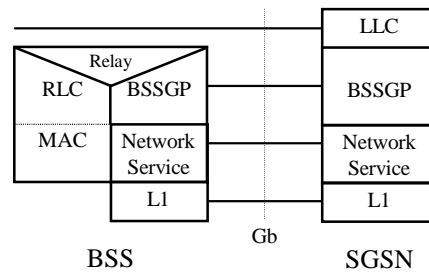 LLC
Relay
RLC
BSSGP
BSSGP
MAC
Network
Service
Network
Service
L1
L1
Gb
BSS
SGSN